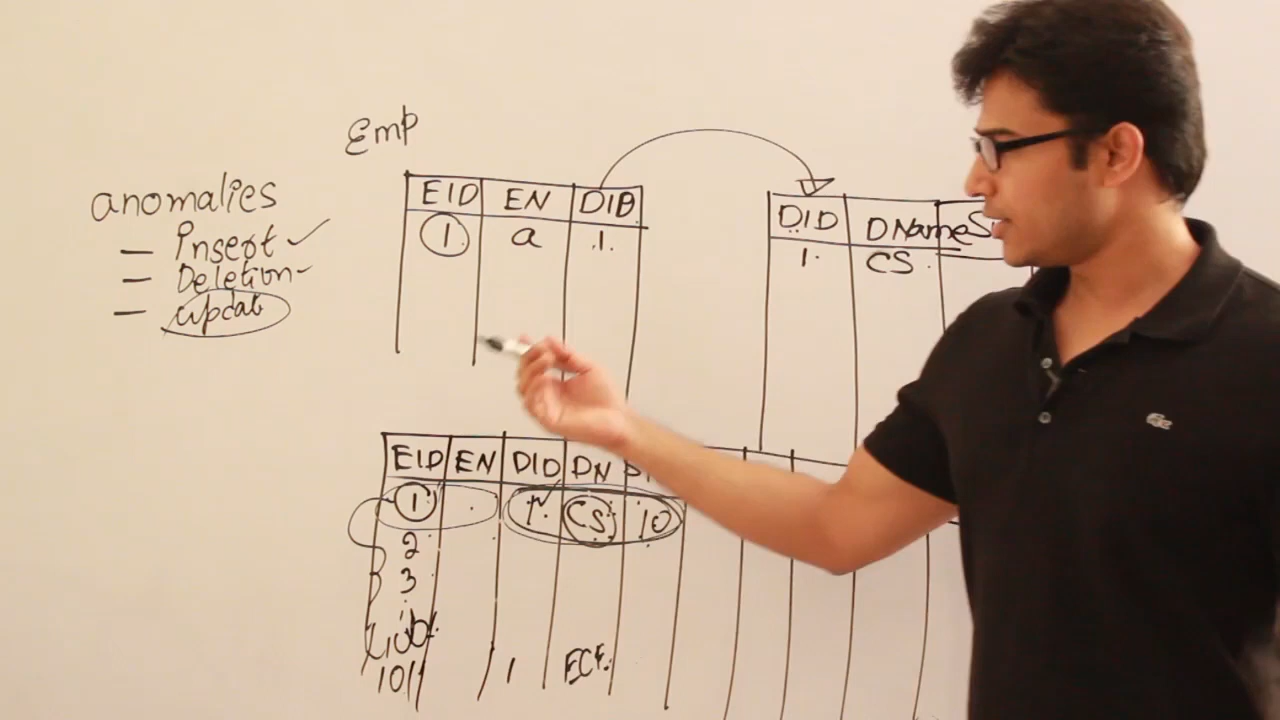 Emp
anomalies
– Insert ✓
– Deletion
– Update
EID EN DID
1 a 1
DID DName
1 CS
EID EN DID DN
1 1 CS 10
2
3
101 1 ECE